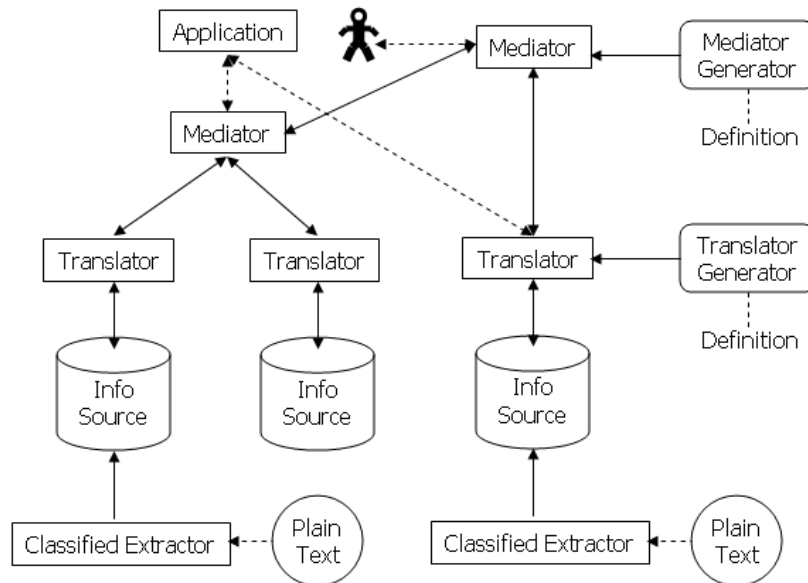 Application
Mediator
Mediator
Generator
Definition
Mediator
Translator
Translator
Translator
Translator
Generator
Definition
Info
Source
Info
Source
Info
Source
Classified Extractor
Plain
Text
Classified Extractor
Plain
Text